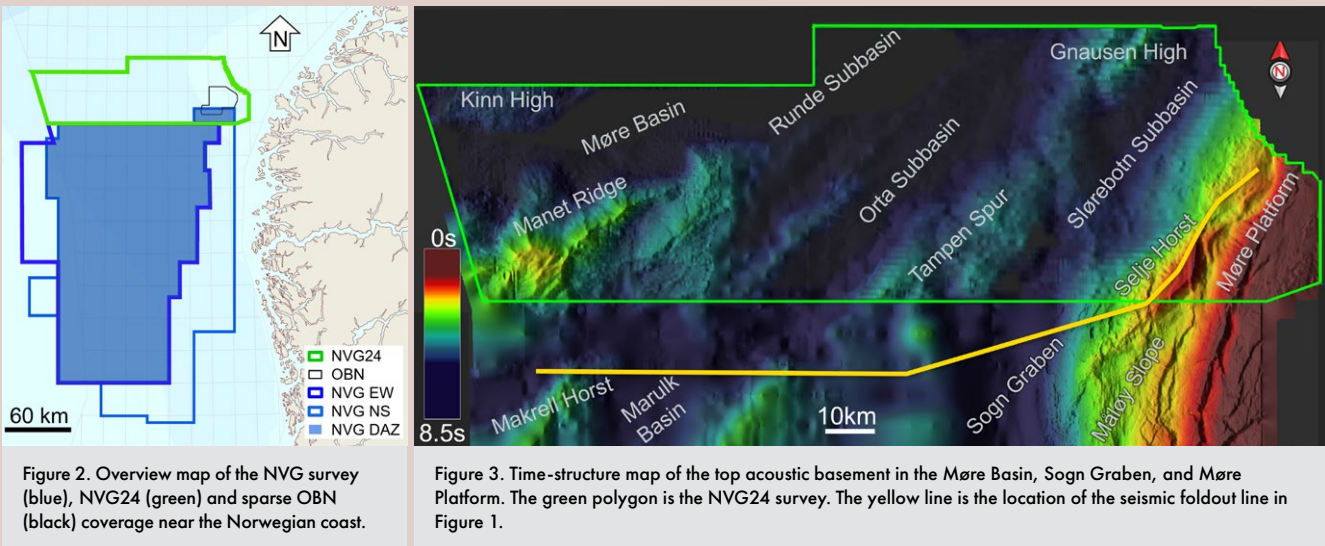 N
NVG24
OBN
NVG EW
NVG NS
NVG DAZ
60 km
Figure 2. Overview map of the NVG survey
(blue), NVG24 (green) and sparse OBN
(black) coverage near the Norwegian coast.
Gnausen High
N
Kinn High
Møre Basin
Runde Subbasin
Manet Ridge
Orta Subbasin
Tampen Spur
Slørebotn Subbasin
Selje Horst
Møre Platform
0s
8.5s
Makrell Horst
Marulk
Basin
10km
Sogn Graben
Måløy Slope
Figure 3. Time-structure map of the top acoustic basement in the Møre Basin, Sogn Graben, and Møre
Platform. The green polygon is the NVG24 survey. The yellow line is the location of the seismic foldout line in
Figure 1.